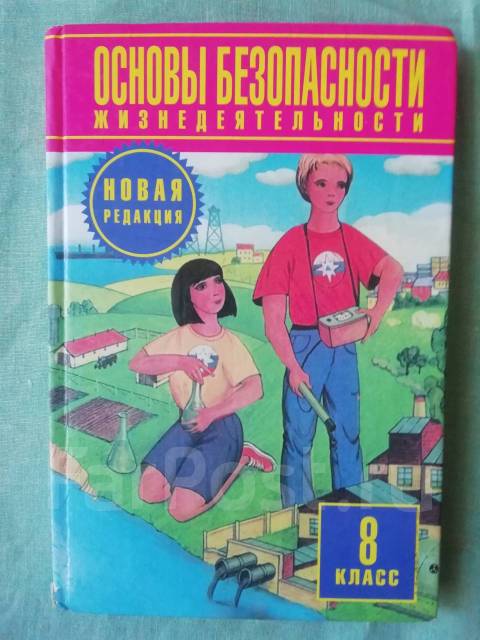 ОСНОВЫ БЕЗОПАСНОСТИ
ЖИЗНЕДЕЯТЕЛЬНОСТИ
НОВАЯ
РЕДАКЦИЯ
8
КЛАСС